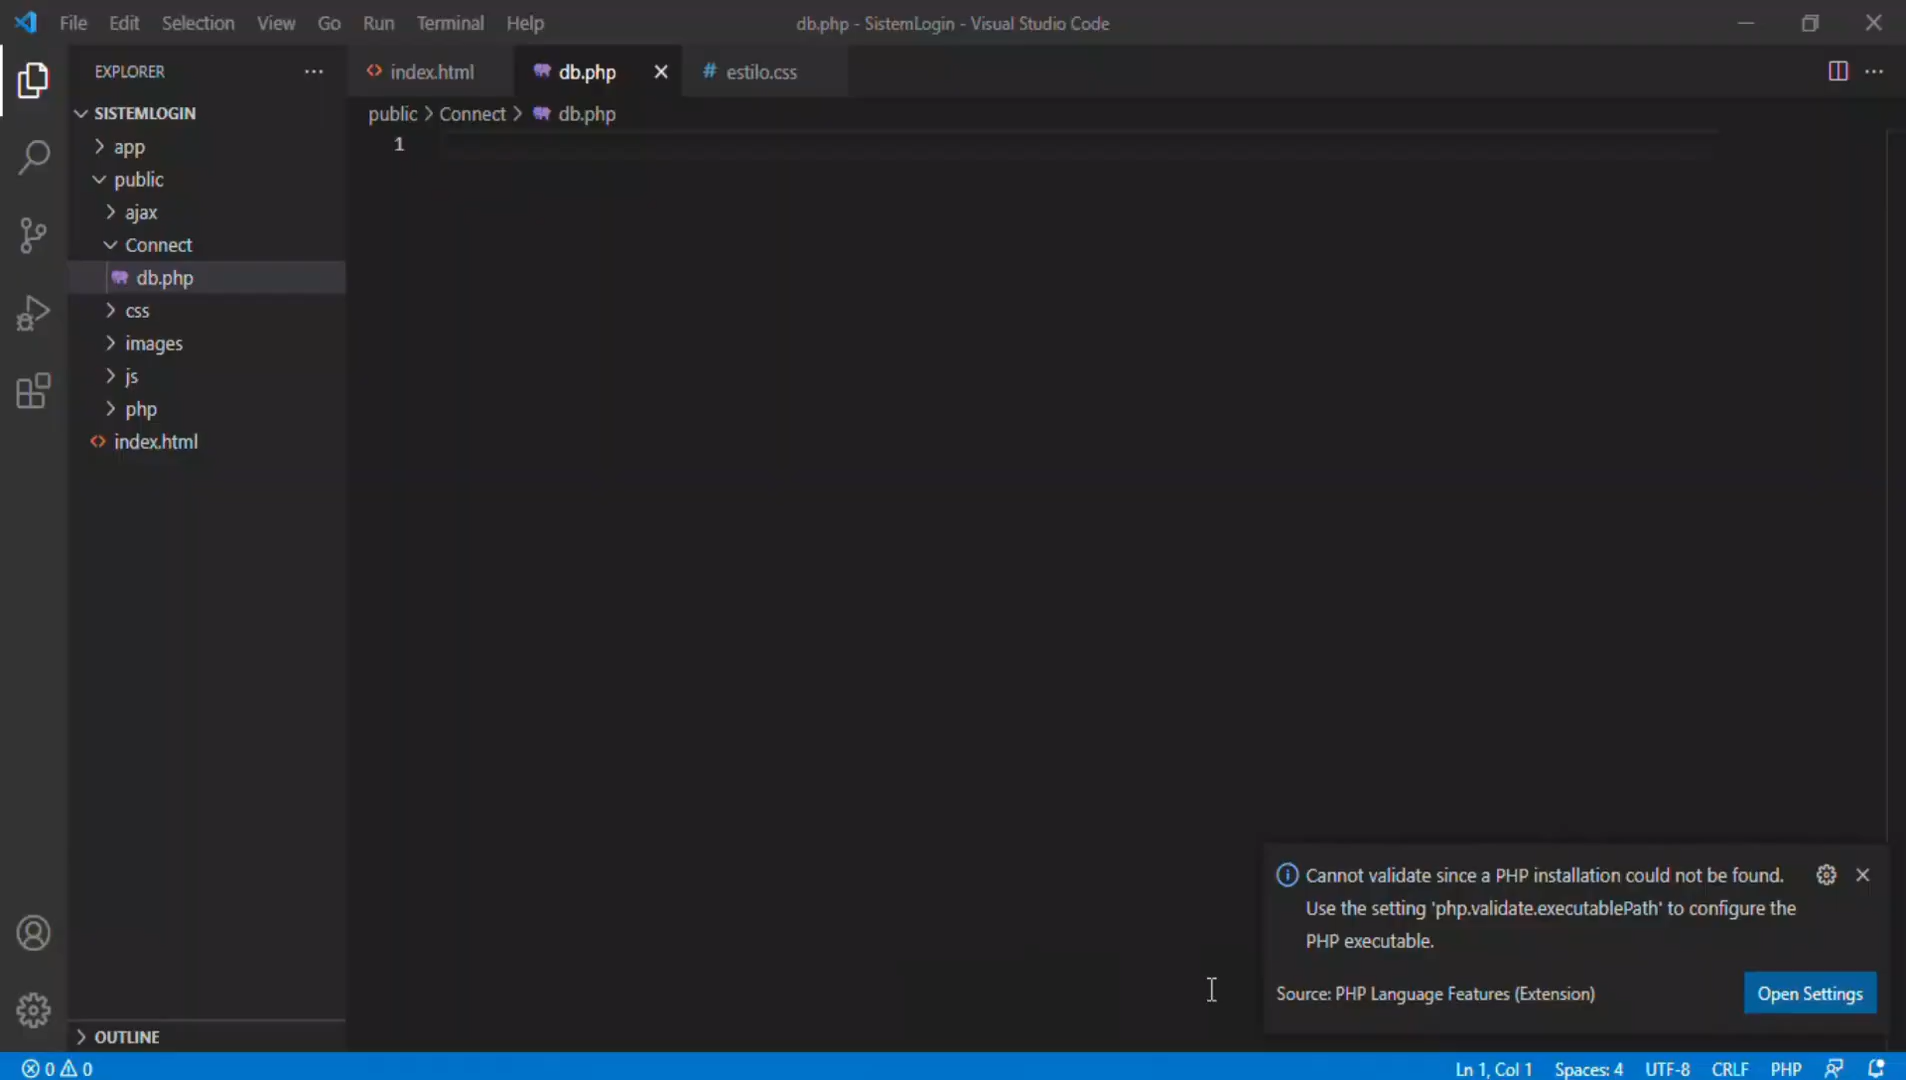 File Edit Selection View Go Run Terminal Help db.php - SistemLogin - Visual Studio Code
EXPLORER
index.html
db.php
# estilo.css
SISTEMLOGIN
public > Connect > db.php
1
app
public
ajax
Connect
db.php
css
images
js
php
index.html
Cannot validate since a PHP installation could not be found.
Use the setting 'php.validate.executablePath' to configure the
PHP executable.
Source: PHP Language Features (Extension)
Open Settings
OUTLINE
0 0 Ln 1, Col 1 Spaces: 4 UTF-8 CRLF PHP